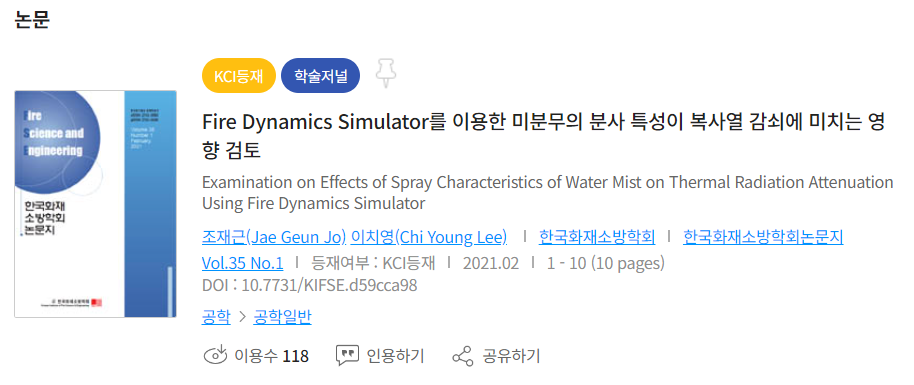 논문
KCI등재 학술저널
Fire Dynamics Simulator를 이용한 미분무의 분사 특성이 복사열 감쇠에 미치는 영
향 검토
Examination on Effects of Spray Characteristics of Water Mist on Thermal Radiation Attenuation
Using Fire Dynamics Simulator
조재근(Jae Geun Jo) 이치영(Chi Young Lee) | 한국화재소방학회 | 한국화재소방학회논문지
Vol.35 No.1 | 등재여부 : KCI등재 | 2021.02 | 1 - 10 (10 pages)
DOI : 10.7731/KIFSE.d59cca98
공학 > 공학일반
이용수 118 인용하기 공유하기
Fire
Science and
Engineering
Volume 35
Number 1
February
2021
한국화재
소방학회
논문지
한국화재소방학회